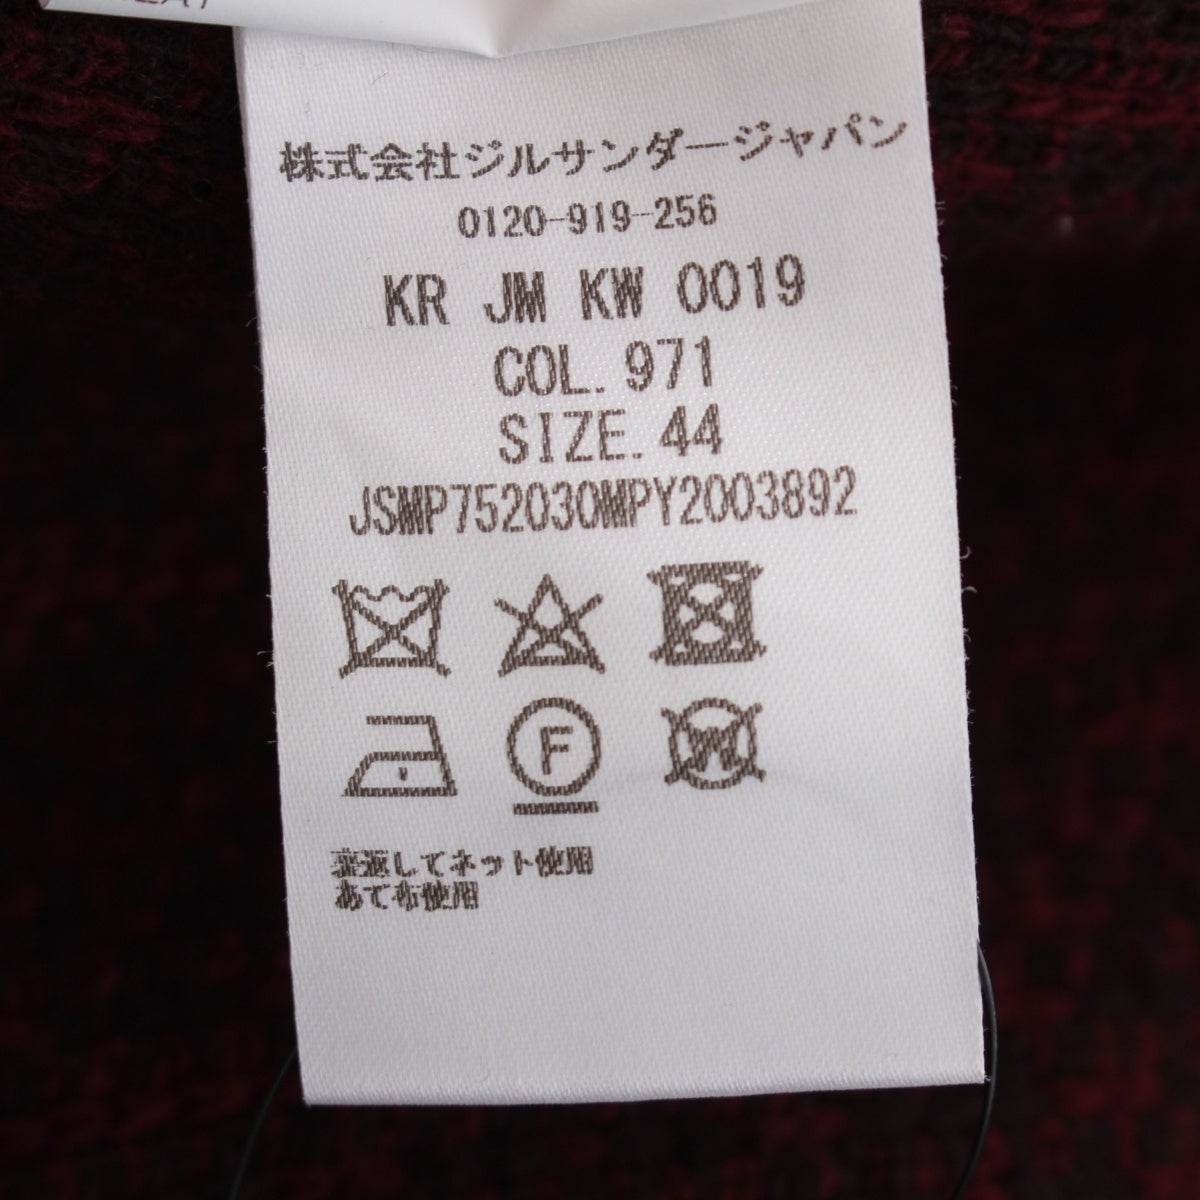 株式会社ジルサンダージャパン
0120-919-256
KR JM KW 0019
COL. 971
SIZE. 44
JSMP752030MPY2003892
F
W
裏返してネット使用
あて布使用